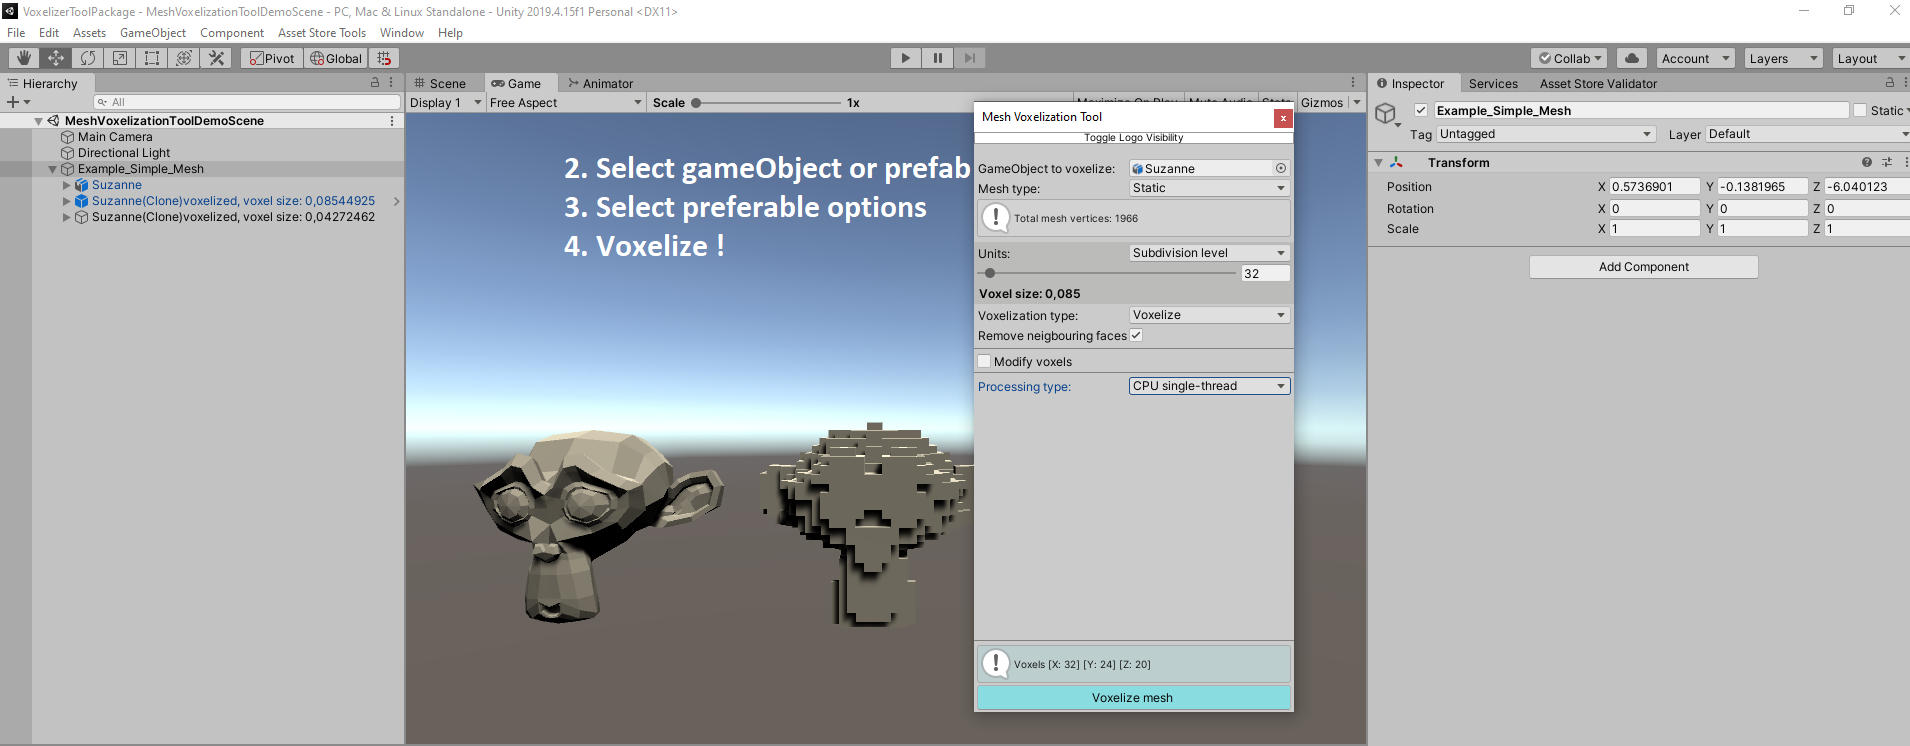 VoxelizerToolPackage - MeshVoxelizationToolDemoScene - PC, Mac & Linux Standalone - Unity 2019.4.15f1 Personal <DX11>
File Edit Assets GameObject Component Asset Store Tools Window Help
Pivot Global Collab Account Layers Layout
Hierarchy
All
MeshVoxelizationToolDemoScene
Main Camera
Directional Light
Example_Simple_Mesh
Suzanne
Suzanne(Clone)voxelized, voxel size: 0,08544925
Suzanne(Clone)voxelized, voxel size: 0,04272462
Scene Game Animator
Display 1 Free Aspect Scale 1x Gizmos
2. Select gameObject or prefab
3. Select preferable options
4. Voxelize !
Mesh Voxelization Tool x
Toggle Logo Visibility
GameObject to voxelize: Suzanne
Mesh type: Static
Total mesh vertices: 1966
Units: Subdivision level
32
Voxel size: 0,085
Voxelization type: Voxelize
Remove neigbouring faces
Modify voxels
Processing type: CPU single-thread
Voxels [X: 32] [Y: 24] [Z: 20]
Voxelize mesh
Inspector Services Asset Store Validator
Example_Simple_Mesh Static
Tag Untagged Layer Default
Transform
Position X 0.5736901 Y -0.1381965 Z -6.040123
Rotation X 0 Y 0 Z 0
Scale X 1 Y 1 Z 1
Add Component